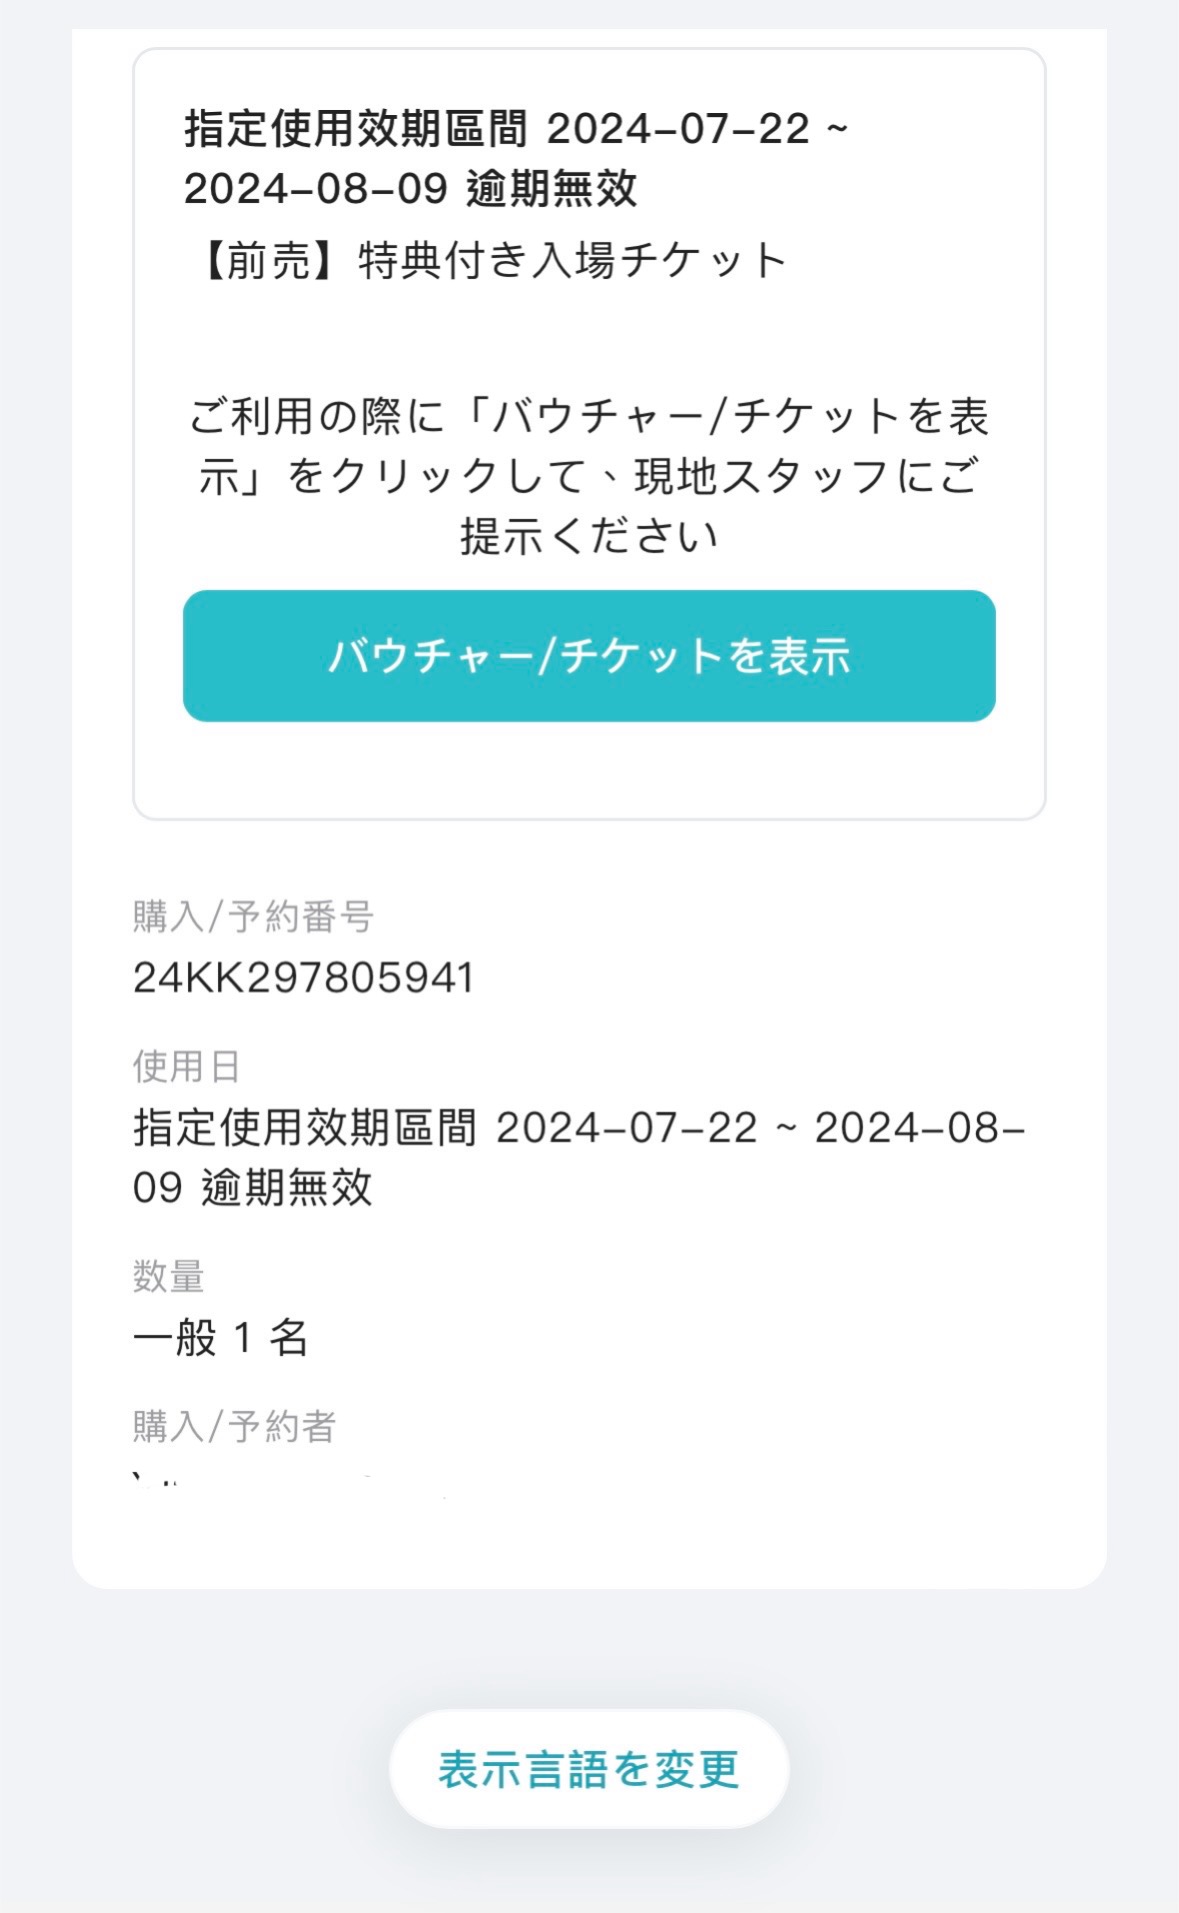 指定使用效期區間 2024-07-22 ~
2024-08-09 逾期無效
【前売】特典付き入場チケット
ご利用の際に「バウチャー/チケットを表
示」をクリックして、現地スタッフにご
提示ください
バウチャー/チケットを表示
購入/予約番号
24KK297805941
使用日
指定使用效期區間 2024-07-22 ~ 2024-08-
09 逾期無效
数量
一般 1 名
購入/予約者
表示言語を変更